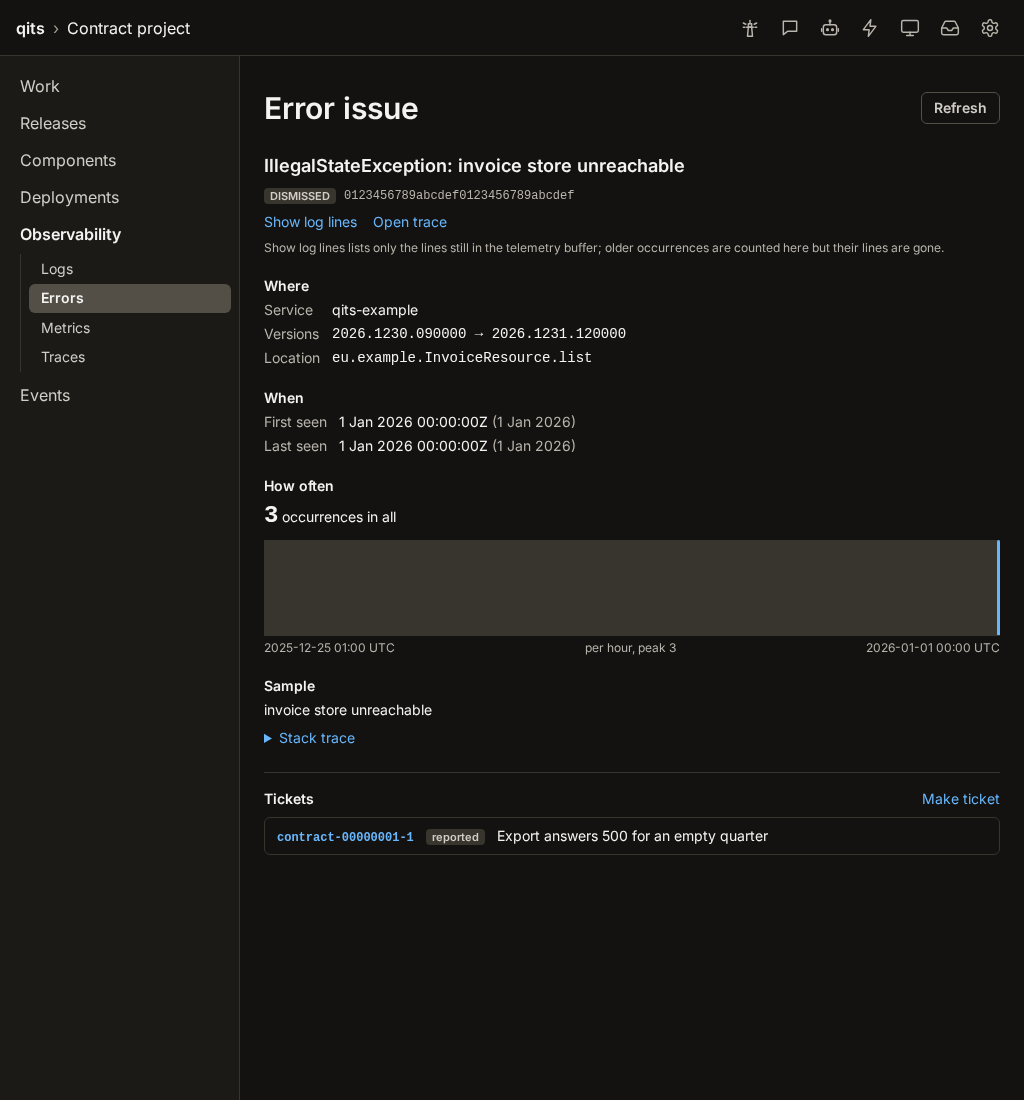 qits › Contract project
Work
Releases
Components
Deployments
Observability
Logs
Errors
Metrics
Traces
Events
Error issue
Refresh
IllegalStateException: invoice store unreachable
DISMISSED 0123456789abcdef0123456789abcdef
Show log lines Open trace
Show log lines lists only the lines still in the telemetry buffer; older occurrences are counted here but their lines are gone.
Where
Service qits-example
Versions 2026.1230.090000 → 2026.1231.120000
Location eu.example.InvoiceResource.list
When
First seen 1 Jan 2026 00:00:00Z (1 Jan 2026)
Last seen 1 Jan 2026 00:00:00Z (1 Jan 2026)
How often
3 occurrences in all
2025-12-25 01:00 UTC per hour, peak 3 2026-01-01 00:00 UTC
Sample
invoice store unreachable
Stack trace
Tickets Make ticket
contract-00000001-1 reported Export answers 500 for an empty quarter